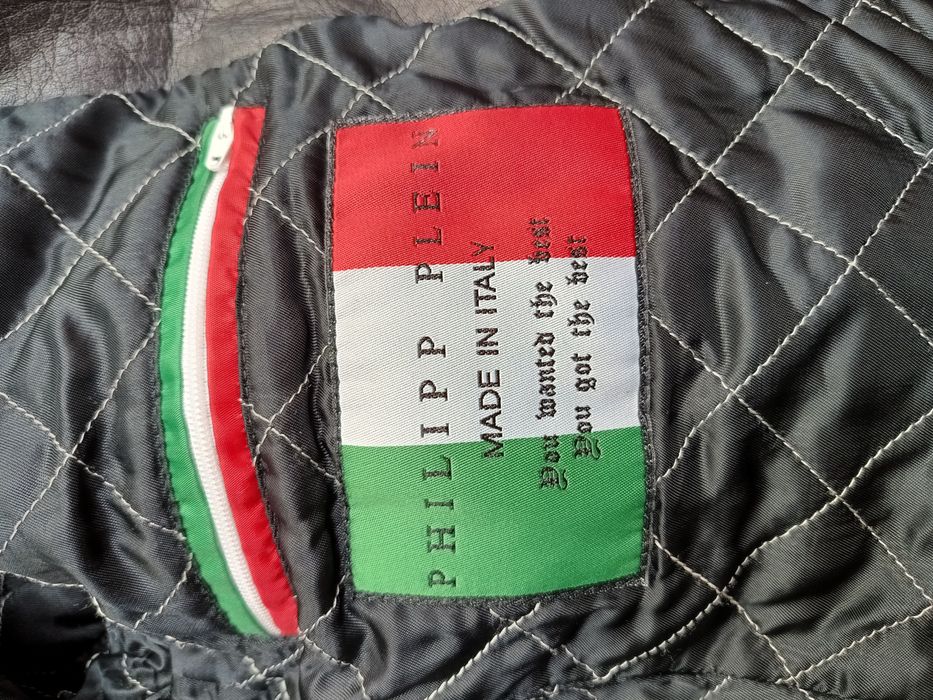 PHILIPP PLEIN
MADE IN ITALY
You wanted the best
You got the best